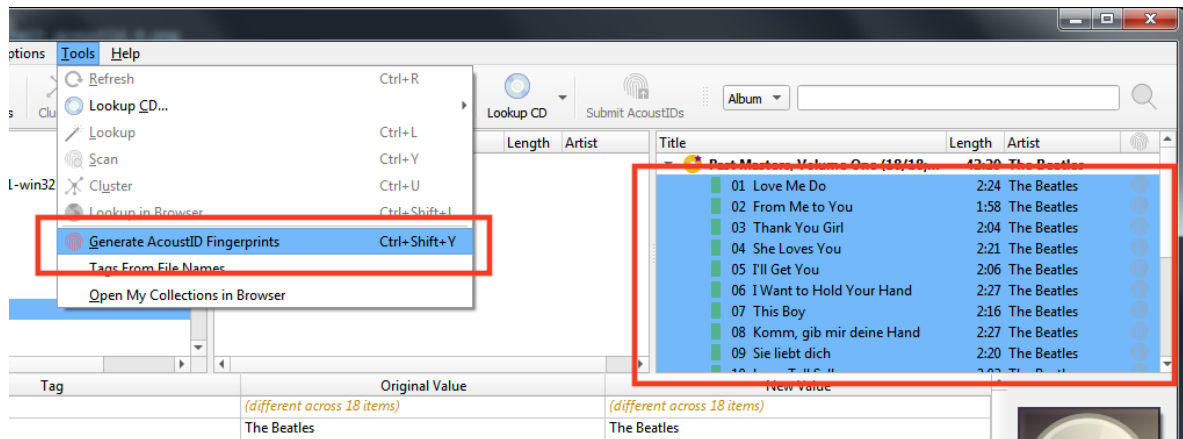 ptions Tools Help
Refresh Ctrl+R
Lookup CD...
Lookup Ctrl+L
Scan Ctrl+Y
Cluster Ctrl+U
Lookup in Browser Ctrl+Shift+L
Generate AcoustID Fingerprints Ctrl+Shift+Y
Tags From File Names
Open My Collections in Browser
s Clu
Lookup CD Submit AcoustIDs Album
1-win32
Length Artist
Title Length Artist
Past Masters, Volume One (18/18;... 42:29 The Beatles
01 Love Me Do 2:24 The Beatles
02 From Me to You 1:58 The Beatles
03 Thank You Girl 2:04 The Beatles
04 She Loves You 2:21 The Beatles
05 I'll Get You 2:06 The Beatles
06 I Want to Hold Your Hand 2:27 The Beatles
07 This Boy 2:16 The Beatles
08 Komm, gib mir deine Hand 2:27 The Beatles
09 Sie liebt dich 2:20 The Beatles
Tag Original Value New Value
(different across 18 items) (different across 18 items)
The Beatles The Beatles